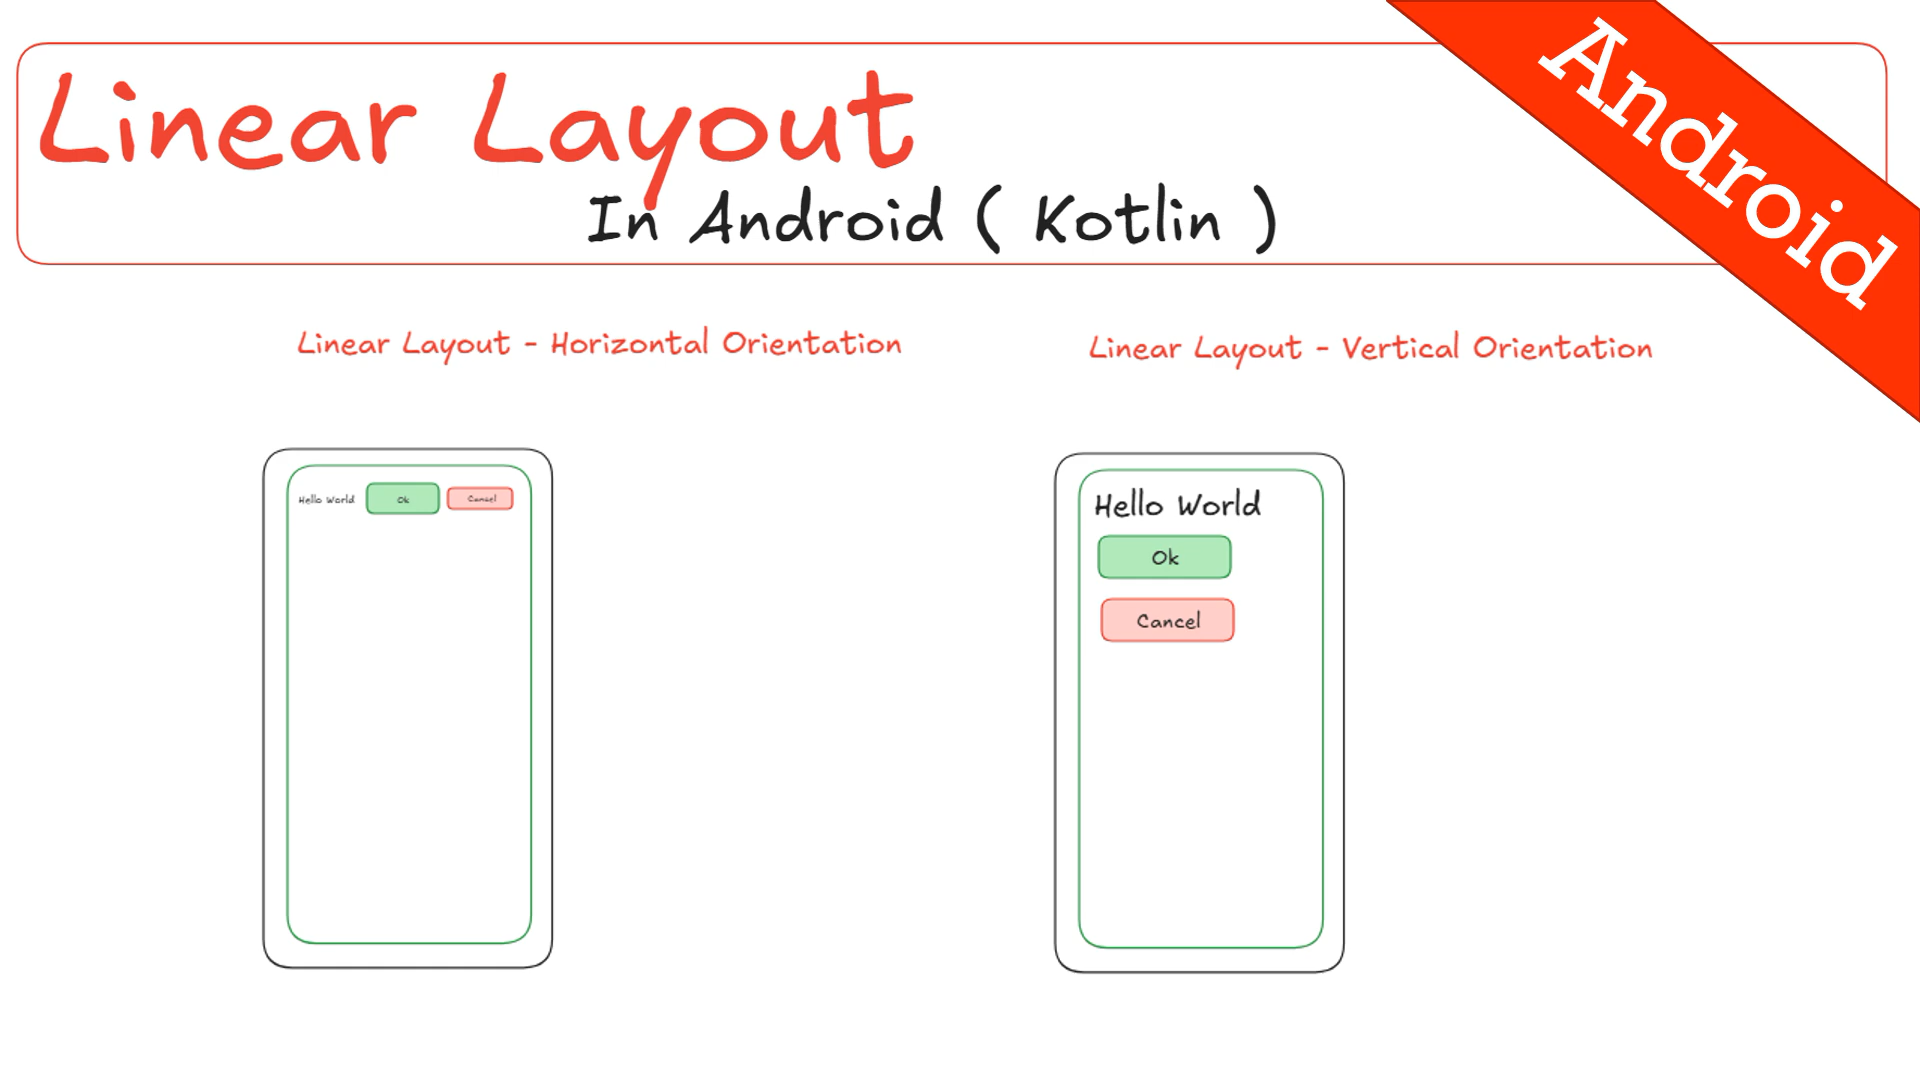 Linear Layout
In Android ( Kotlin )
Android
Linear Layout - Horizontal Orientation
Linear Layout - Vertical Orientation
Hello World Ok Cancel
Hello World
Ok
Cancel